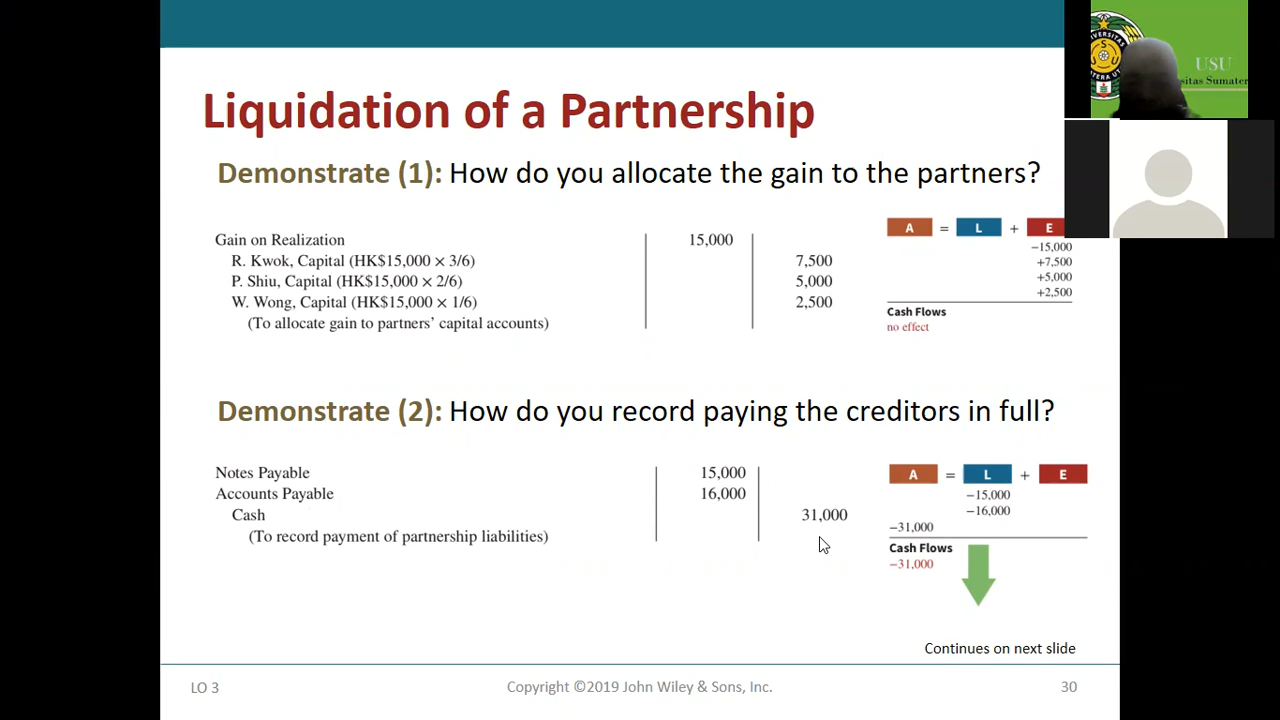 Liquidation of a Partnership
Demonstrate (1): How do you allocate the gain to the partners?
Gain on Realization 15,000
R. Kwok, Capital (HK$15,000 × 3/6) 7,500
P. Shiu, Capital (HK$15,000 × 2/6) 5,000
W. Wong, Capital (HK$15,000 × 1/6) 2,500
(To allocate gain to partners' capital accounts)
A = L + E
−15,000
+7,500
+5,000
+2,500
Cash Flows
no effect
Demonstrate (2): How do you record paying the creditors in full?
Notes Payable 15,000
Accounts Payable 16,000
Cash 31,000
(To record payment of partnership liabilities)
A = L + E
−15,000
−16,000
−31,000
Cash Flows
−31,000
Continues on next slide
LO 3
Copyright ©2019 John Wiley & Sons, Inc.
30
USU
sitas Sumater